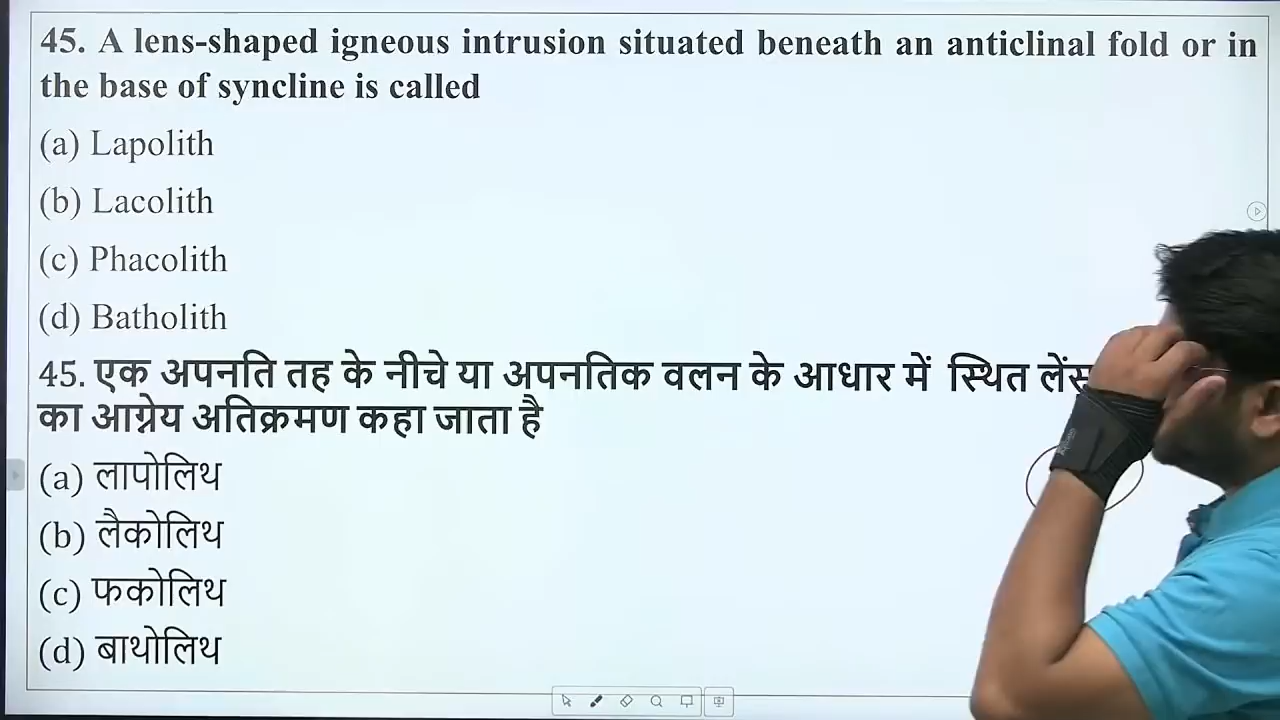 45. A lens-shaped igneous intrusion situated beneath an anticlinal fold or in
the base of syncline is called
(a) Lapolith
(b) Lacolith
(c) Phacolith
(d) Batholith
45. एक अपनति तह के नीचे या अपनतिक वलन के आधार में स्थित लेंस
का आग्नेय अतिक्रमण कहा जाता है
(a) लापोलिथ
(b) लैकोलिथ
(c) फकोलिथ
(d) बाथोलिथ